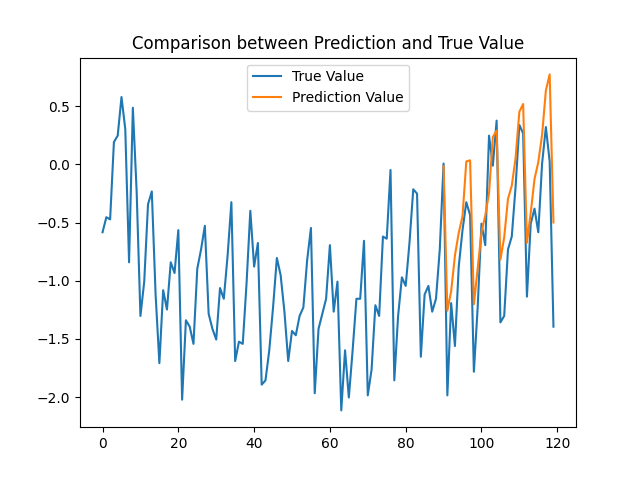 Comparison between Prediction and True Value
True Value
Prediction Value
0.5
0.0
−0.5
−1.0
−1.5
−2.0
0 20 40 60 80 100 120